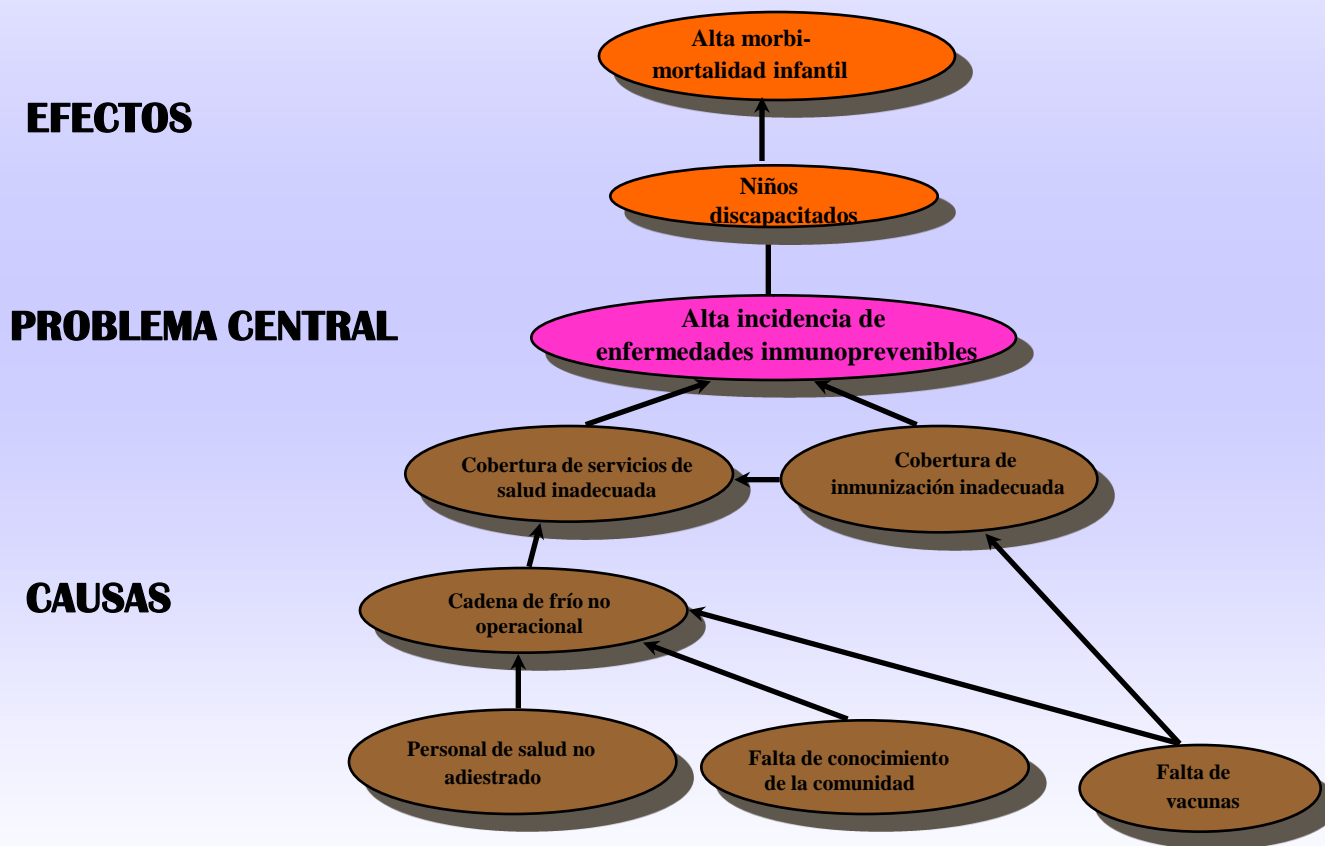 Alta morbi-
mortalidad infantil
EFECTOS
Niños
discapacitados
PROBLEMA CENTRAL
Alta incidencia de
enfermedades inmunoprevenibles
Cobertura de servicios de
salud inadecuada
Cobertura de
inmunización inadecuada
CAUSAS
Cadena de frío no
operacional
Personal de salud no
adiestrado
Falta de conocimiento
de la comunidad
Falta de
vacunas